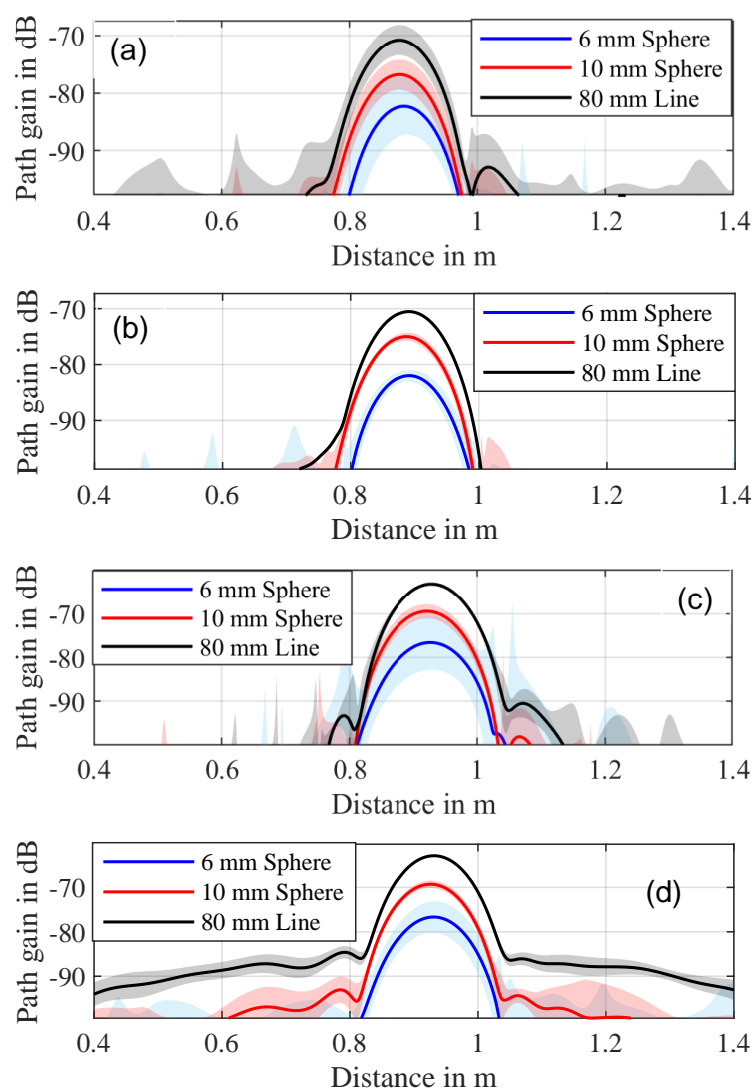 (a)
6 mm Sphere
10 mm Sphere
80 mm Line
Path gain in dB
-70
-80
-90
0.4 0.6 0.8 1 1.2 1.4
Distance in m
(b)
6 mm Sphere
10 mm Sphere
80 mm Line
Path gain in dB
-70
-80
-90
0.4 0.6 0.8 1 1.2 1.4
Distance in m
6 mm Sphere
10 mm Sphere
80 mm Line
(c)
Path gain in dB
-70
-80
-90
0.4 0.6 0.8 1 1.2 1.4
Distance in m
6 mm Sphere
10 mm Sphere
80 mm Line
(d)
Path gain in dB
-70
-80
-90
0.4 0.6 0.8 1 1.2 1.4
Distance in m